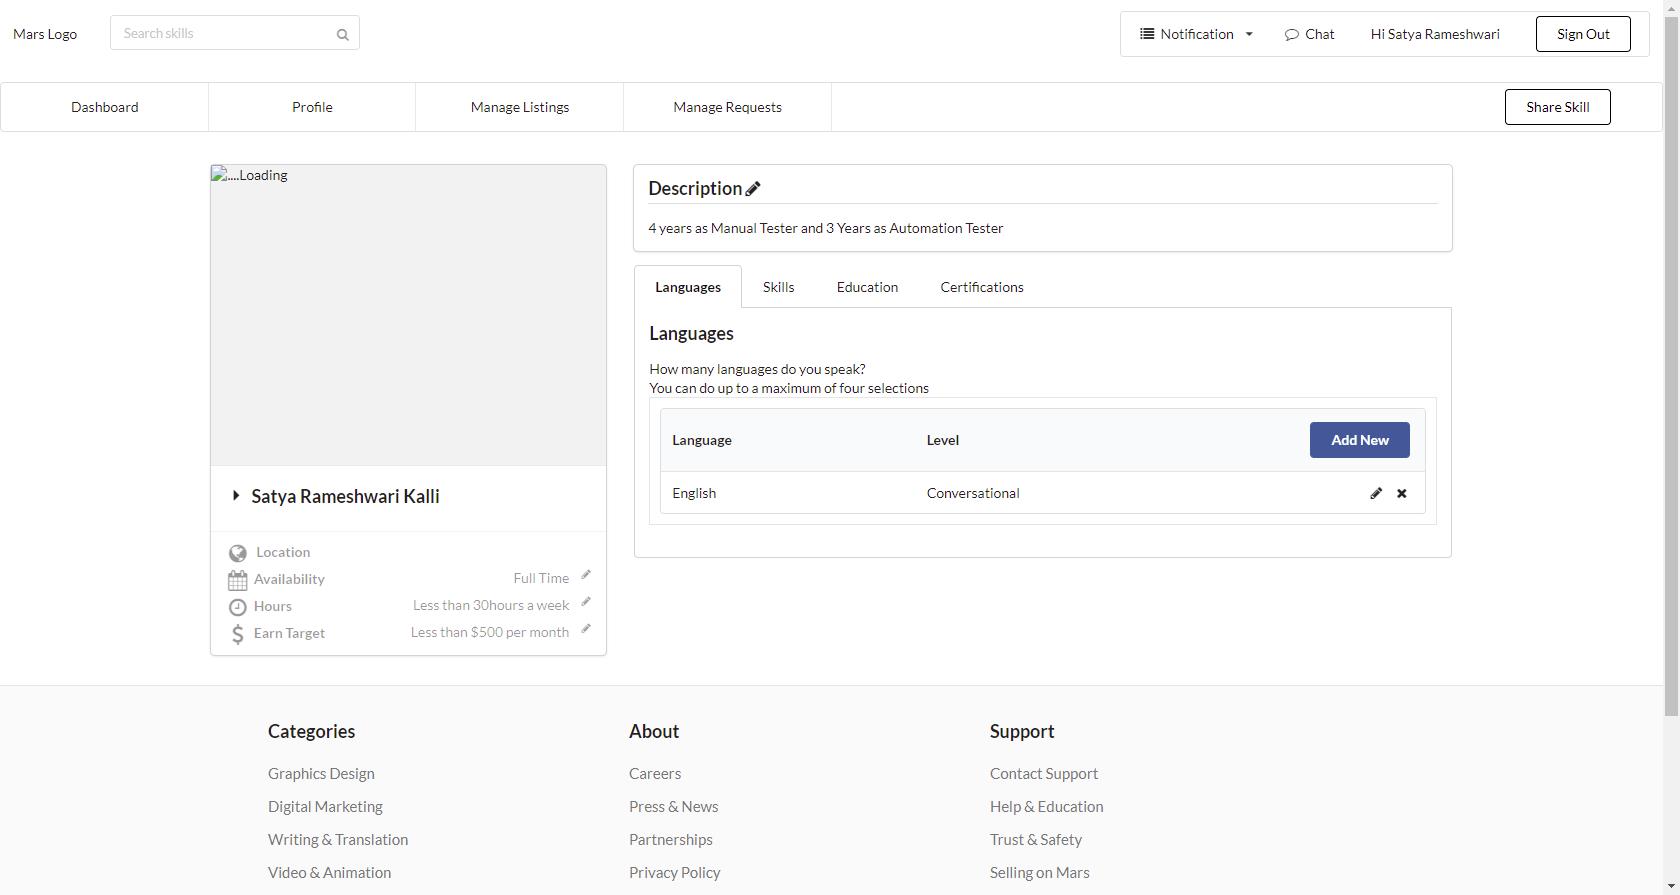 Mars Logo
Search skills
Notification
Chat
Hi Satya Rameshwari
Sign Out
Dashboard
Profile
Manage Listings
Manage Requests
Share Skill
....Loading
Satya Rameshwari Kalli
Location
Availability
Full Time
Hours
Less than 30hours a week
Earn Target
Less than $500 per month
Description
4 years as Manual Tester and 3 Years as Automation Tester
Languages
Skills
Education
Certifications
Languages
How many languages do you speak?
You can do up to a maximum of four selections
Language
Level
Add New
English
Conversational
Categories
Graphics Design
Digital Marketing
Writing & Translation
Video & Animation
About
Careers
Press & News
Partnerships
Privacy Policy
Support
Contact Support
Help & Education
Trust & Safety
Selling on Mars